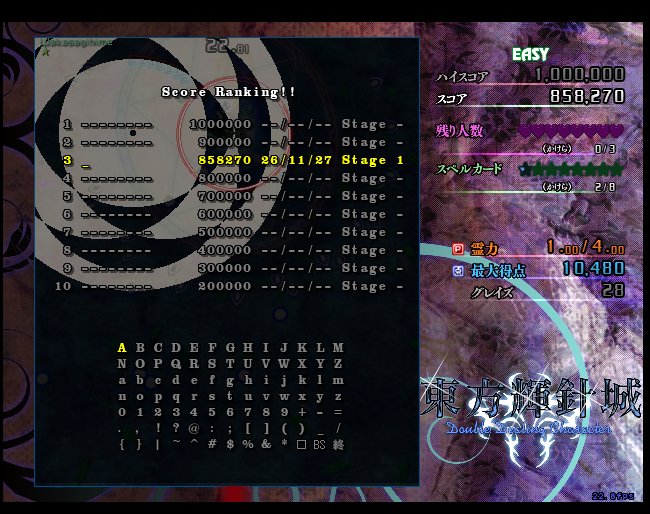 Wakasagihime
22.81
Score Ranking!!
1 -------- 1000000 --/--/-- Stage -
2 -------- 900000 --/--/-- Stage -
3 _ 858270 26/11/27 Stage 1
4 -------- 800000 --/--/-- Stage -
5 -------- 700000 --/--/-- Stage -
6 -------- 600000 --/--/-- Stage -
7 -------- 500000 --/--/-- Stage -
8 -------- 400000 --/--/-- Stage -
9 -------- 300000 --/--/-- Stage -
10 -------- 200000 --/--/-- Stage -
A B C D E F G H I J K L M
N O P Q R S T U V W X Y Z
a b c d e f g h i j k l m
n o p q r s t u v w x y z
0 1 2 3 4 5 6 7 8 9 + - =
. , ! ? @ : ; [ ] ( ) _ /
{ } | ~ ^ # $ % & * □ BS 終
EASY
ハイスコア 1,000,000
スコア 858,270
残り人数
(かけら) 0/3
スペルカード
(かけら) 2/8
P 霊力 1.00/4.00
点 最大得点 10,480
グレイズ 28
東方輝針城
Double Dealing Character
22.8fps